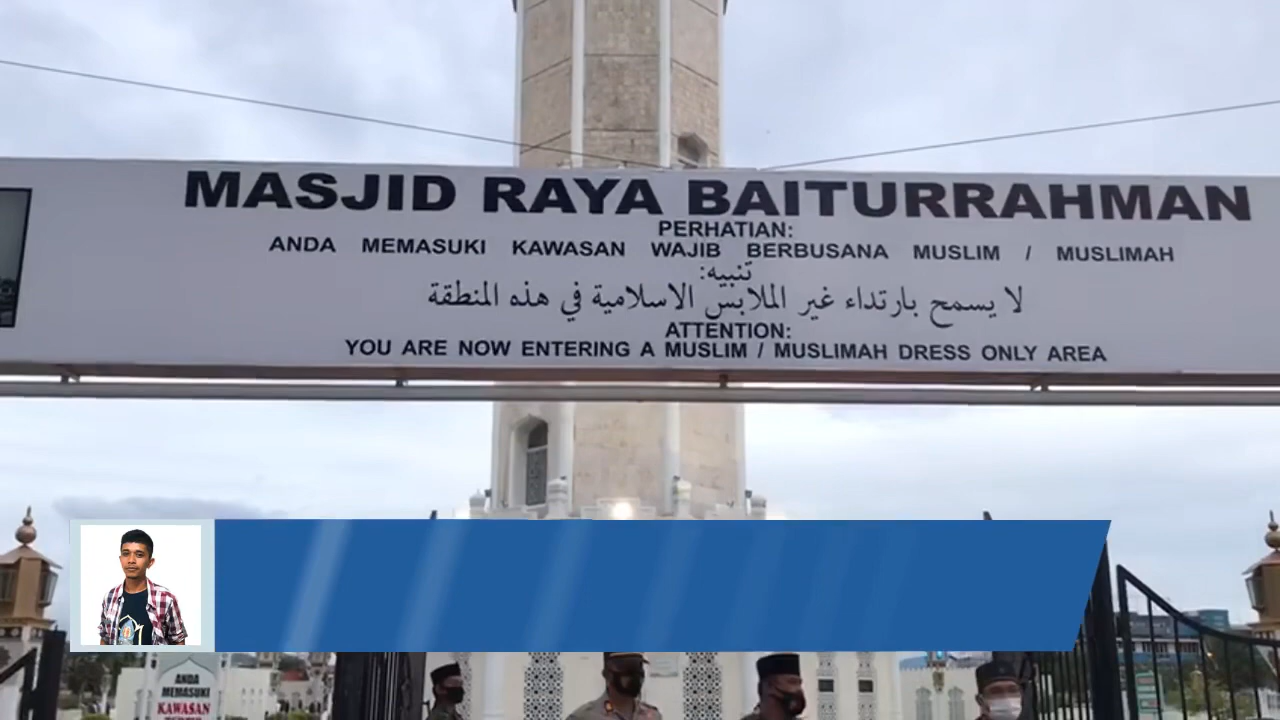 MASJID RAYA BAITURRAHMAN
PERHATIAN:
ANDA MEMASUKI KAWASAN WAJIB BERBUSANA MUSLIM / MUSLIMAH
تنبيه:
لا يسمح بارتداء غير الملابس الاسلامية في هذه المنطقة
ATTENTION:
YOU ARE NOW ENTERING A MUSLIM / MUSLIMAH DRESS ONLY AREA
ANDA
MEMASUKI
KAWASAN